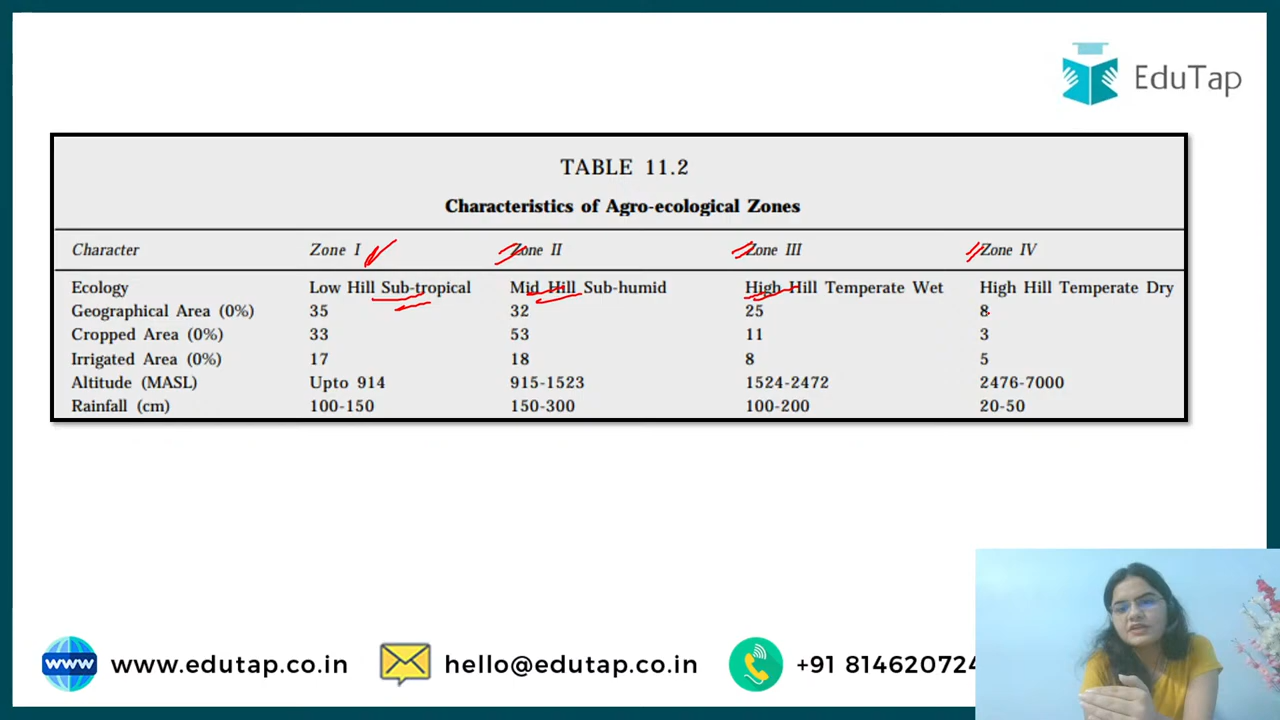 EduTap
TABLE 11.2
Characteristics of Agro-ecological Zones
Character Zone I Zone II Zone III Zone IV
Ecology Low Hill Sub-tropical Mid Hill Sub-humid High Hill Temperate Wet High Hill Temperate Dry
Geographical Area (0%) 35 32 25 8
Cropped Area (0%) 33 53 11 3
Irrigated Area (0%) 17 18 8 5
Altitude (MASL) Upto 914 915-1523 1524-2472 2476-7000
Rainfall (cm) 100-150 150-300 100-200 20-50
www www.edutap.co.in hello@edutap.co.in +91 814620724